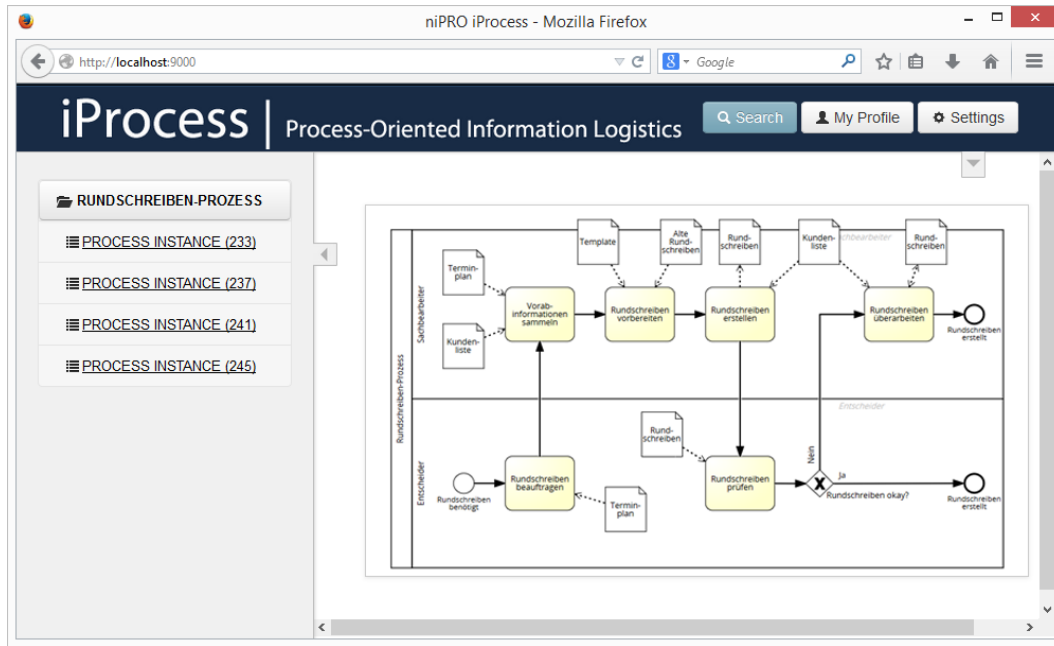 niPRO iProcess - Mozilla Firefox
http://localhost:9000
8
Google
iProcess | Process-Oriented Information Logistics
Search
My Profile
Settings
RUNDSCHREIBEN-PROZESS
PROCESS INSTANCE (233)
PROCESS INSTANCE (237)
PROCESS INSTANCE (241)
PROCESS INSTANCE (245)
Rundschreiben-Prozess
Sachbearbeiter
Sachbearbeiter
Termin-
plan
Kunden-
liste
Vorab-
informationen
sammeln
Template
Alte
Rund-
schreiben
Rundschreiben
vorbereiten
Rund-
schreiben
Rundschreiben
erstellen
Kunden-
liste
Rund-
schreiben
Rundschreiben
überarbeiten
Rundschreiben
erstellt
Entscheider
Entscheider
Rundschreiben
benötigt
Rundschreiben
beauftragen
Termin-
plan
Rund-
schreiben
Rundschreiben
prüfen
Nein
Ja
X
Rundschreiben okay?
Rundschreiben
erstellt